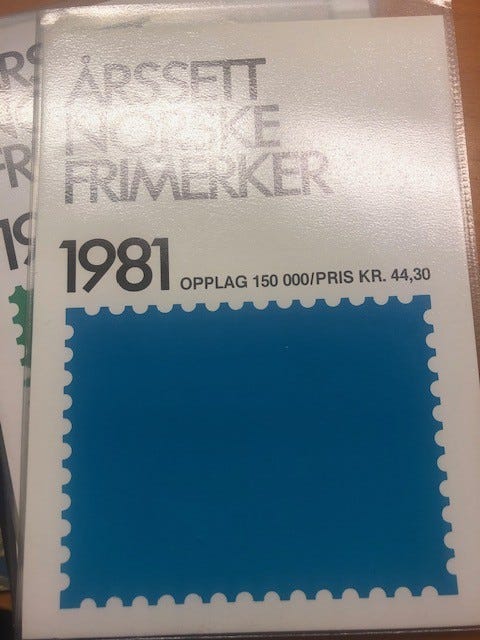 ÅRSSETT
NORSKE
FRIMERKER
1981 OPPLAG 150 000/PRIS KR. 44,30